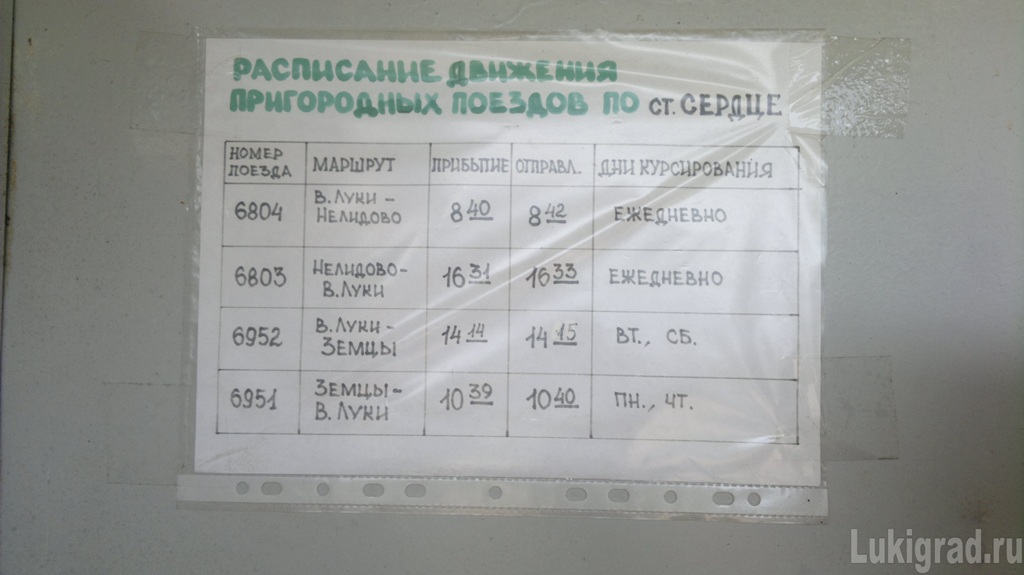 РАСПИСАНИЕ ДВИЖЕНИЯ
ПРИГОРОДНЫХ ПОЕЗДОВ ПО СТ. СЕРДЦЕ
НОМЕР ПОЕЗДА МАРШРУТ ПРИБЫТИЕ ОТПРАВЛ. ДНИ КУРСИРОВАНИЯ
6804 В.ЛУКИ - НЕЛИДОВО 8 40 8 42 ЕЖЕДНЕВНО
6803 НЕЛИДОВО - В.ЛУКИ 16 31 16 33 ЕЖЕДНЕВНО
6952 В.ЛУКИ - ЗЕМЦЫ 14 14 14 15 ВТ., СБ.
6951 ЗЕМЦЫ - В.ЛУКИ 10 39 10 40 ПН., ЧТ.
Lukigrad.ru